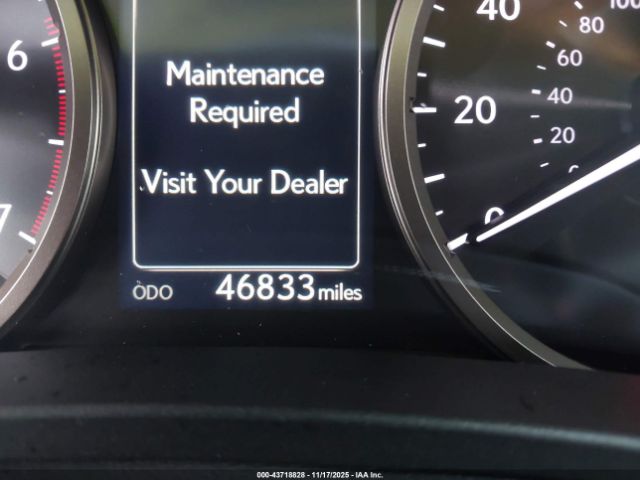 6
7
Maintenance
Required
Visit Your Dealer
ODO 46833 miles
40
20
0
100
80
60
40
20
000-43718828 - 11/17/2025 - IAA Inc.